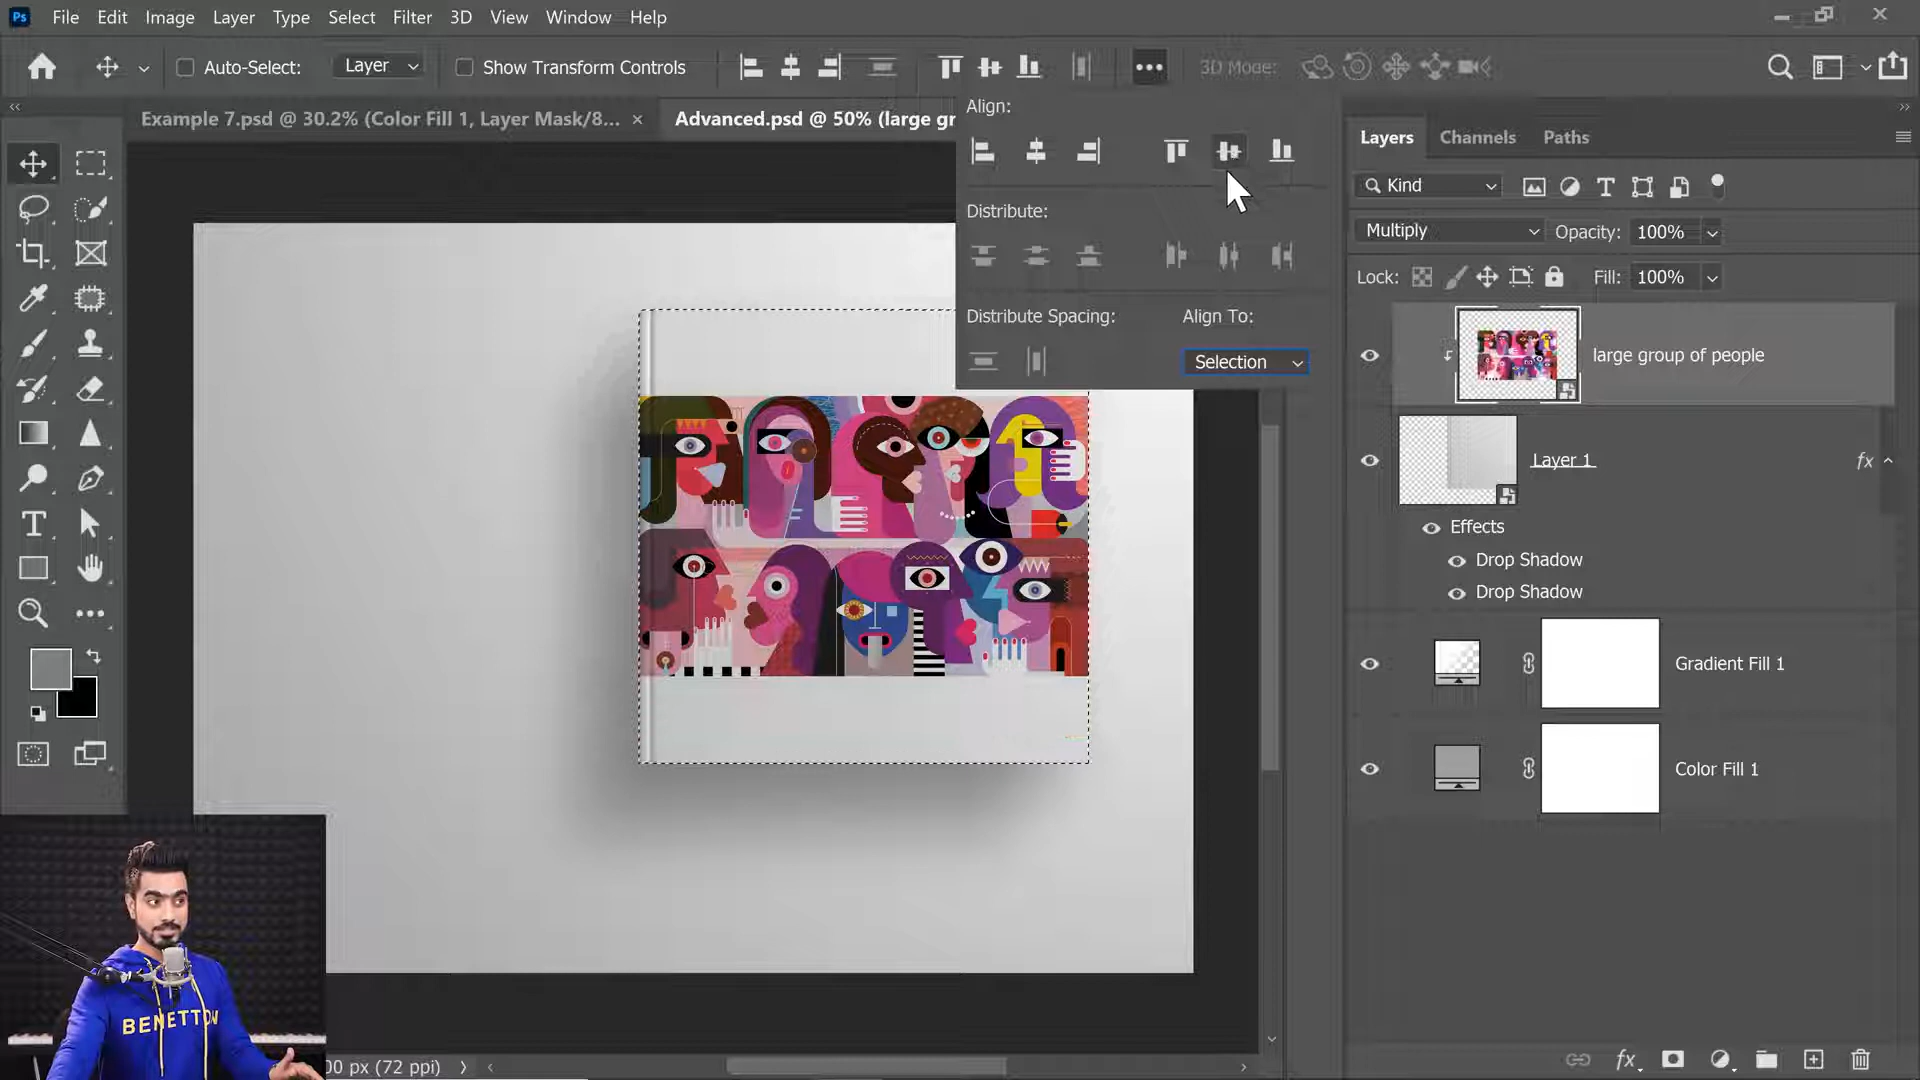 Ps File Edit Image Layer Type Select Filter 3D View Window Help
Auto-Select: Layer Show Transform Controls 3D Mode:
Example 7.psd @ 30.2% (Color Fill 1, Layer Mask/8... × Advanced.psd @ 50% (large gr
Align:
Distribute:
Distribute Spacing: Align To:
Selection
Layers Channels Paths
Kind
Multiply Opacity: 100%
Lock: Fill: 100%
large group of people
Layer 1 fx
Effects
Drop Shadow
Drop Shadow
Gradient Fill 1
Color Fill 1
BENETTON
00 px (72 ppi)
fx